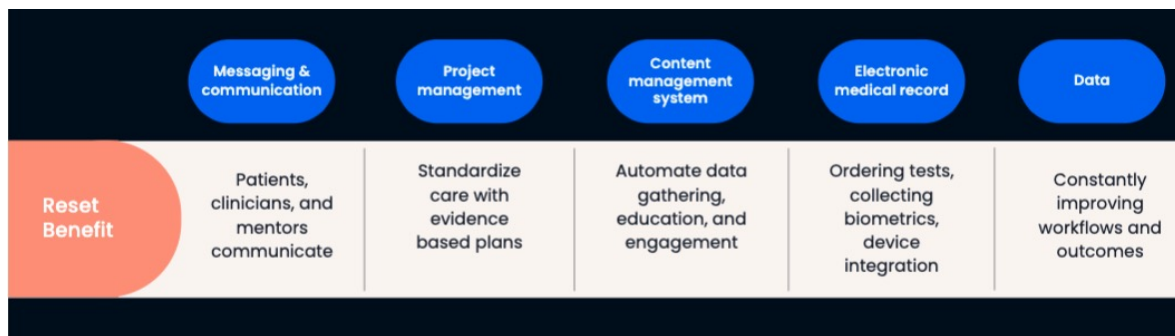 Messaging &
communication
Project
management
Content
management
system
Electronic
medical record
Data
Reset
Benefit
Patients,
clinicians, and
mentors
communicate
Standardize
care with
evidence
based plans
Automate data
gathering,
education, and
engagement
Ordering tests,
collecting
biometrics,
device
integration
Constantly
improving
workflows and
outcomes